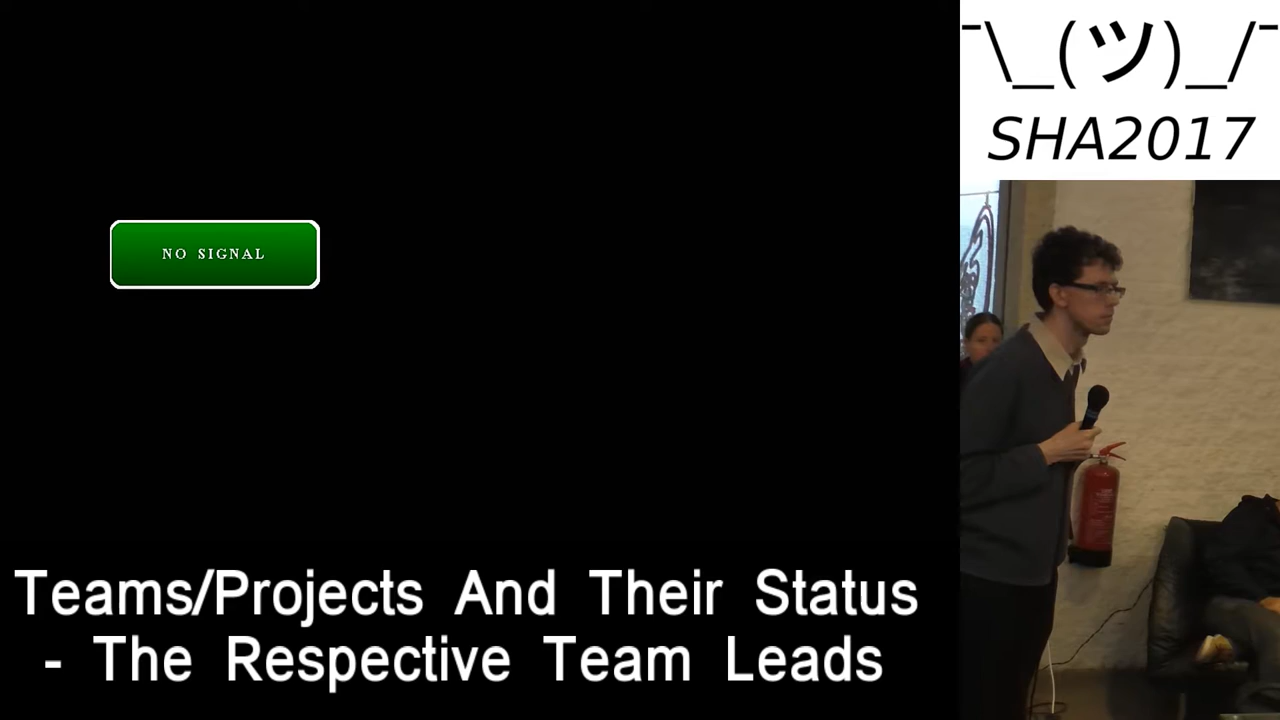 ¯\_(ツ)_/¯
SHA2017
NO SIGNAL
Teams/Projects And Their Status
- The Respective Team Leads